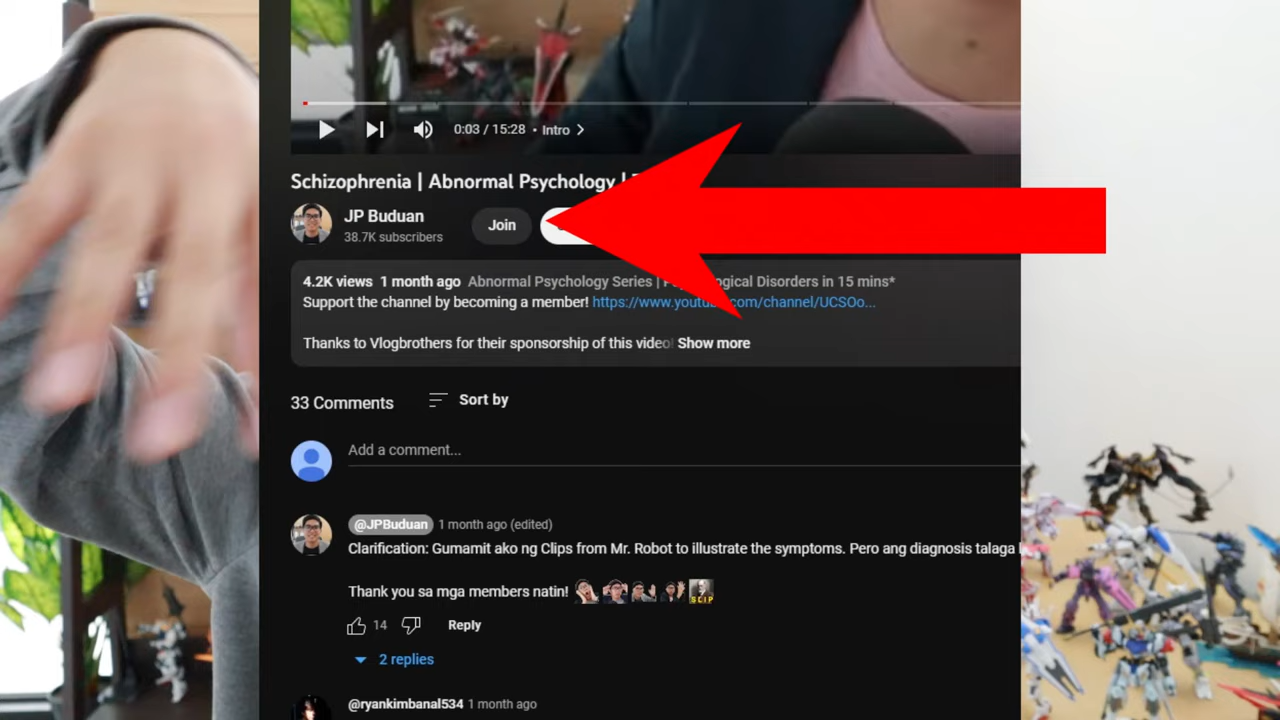 0:03 / 15:28 • Intro
Schizophrenia | Abnormal Psychology |
JP Buduan
38.7K subscribers
Join
4.2K views 1 month ago Abnormal Psychology Series | Disorders in 15 mins*
Support the channel by becoming a member! https://www.youtu .com/channel/UCSOo...
Thanks to Vlogbrothers for their sponsorship of this video Show more
33 Comments
Sort by
Add a comment...
@JPBuduan 1 month ago (edited)
Clarification: Gumamit ako ng Clips from Mr. Robot to illustrate the symptoms. Pero ang diagnosis talaga
Thank you sa mga members natin!
SCIP
14
Reply
2 replies
@ryankimbanal534 1 month ago